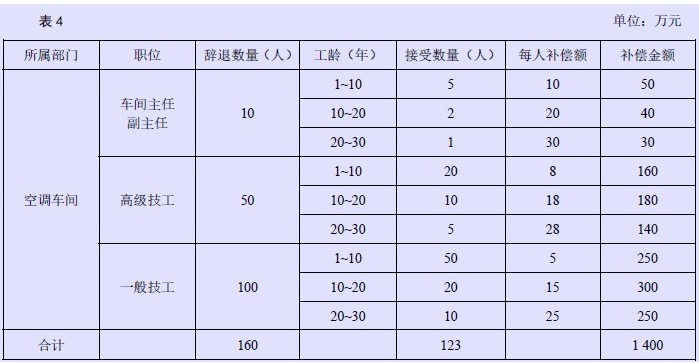 表 4 单位：万元
所属部门 职位 辞退数量（人） 工龄（年） 接受数量（人） 每人补偿额 补偿金额
空调车间 车间主任 副主任 10 1~10 5 10 50
10~20 2 20 40
20~30 1 30 30
高级技工 50 1~10 20 8 160
10~20 10 18 180
20~30 5 28 140
一般技工 100 1~10 50 5 250
10~20 20 15 300
20~30 10 25 250
合计 160 123 1 400